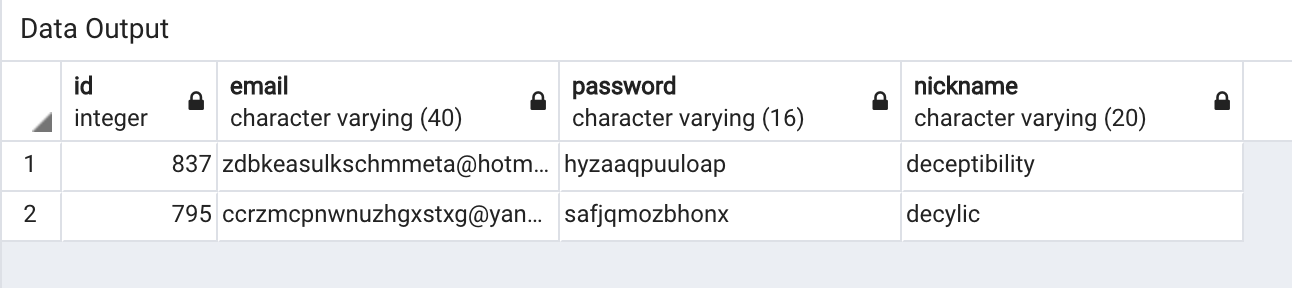 Data Output
id email password nickname
integer character varying (40) character varying (16) character varying (20)
1 837 zdbkeasulkschmmeta@hotm... hyzaaqpuuloap deceptibility
2 795 ccrzmcpnwnuzhgxstxg@yan... safjqmozbhonx decylic